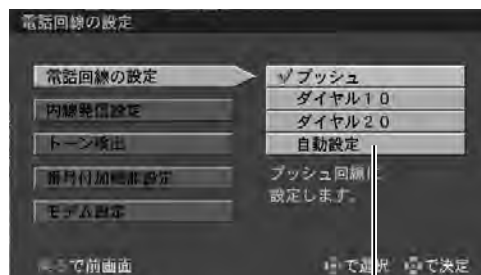 電話回線の設定
電話回線の設定
内線発信設定
トーン検出
番号付加機能設定
モデム設定
✓プッシュ
ダイヤル10
ダイヤル20
自動設定
プッシュ回線に
設定します。
で前画面
で選択
で決定